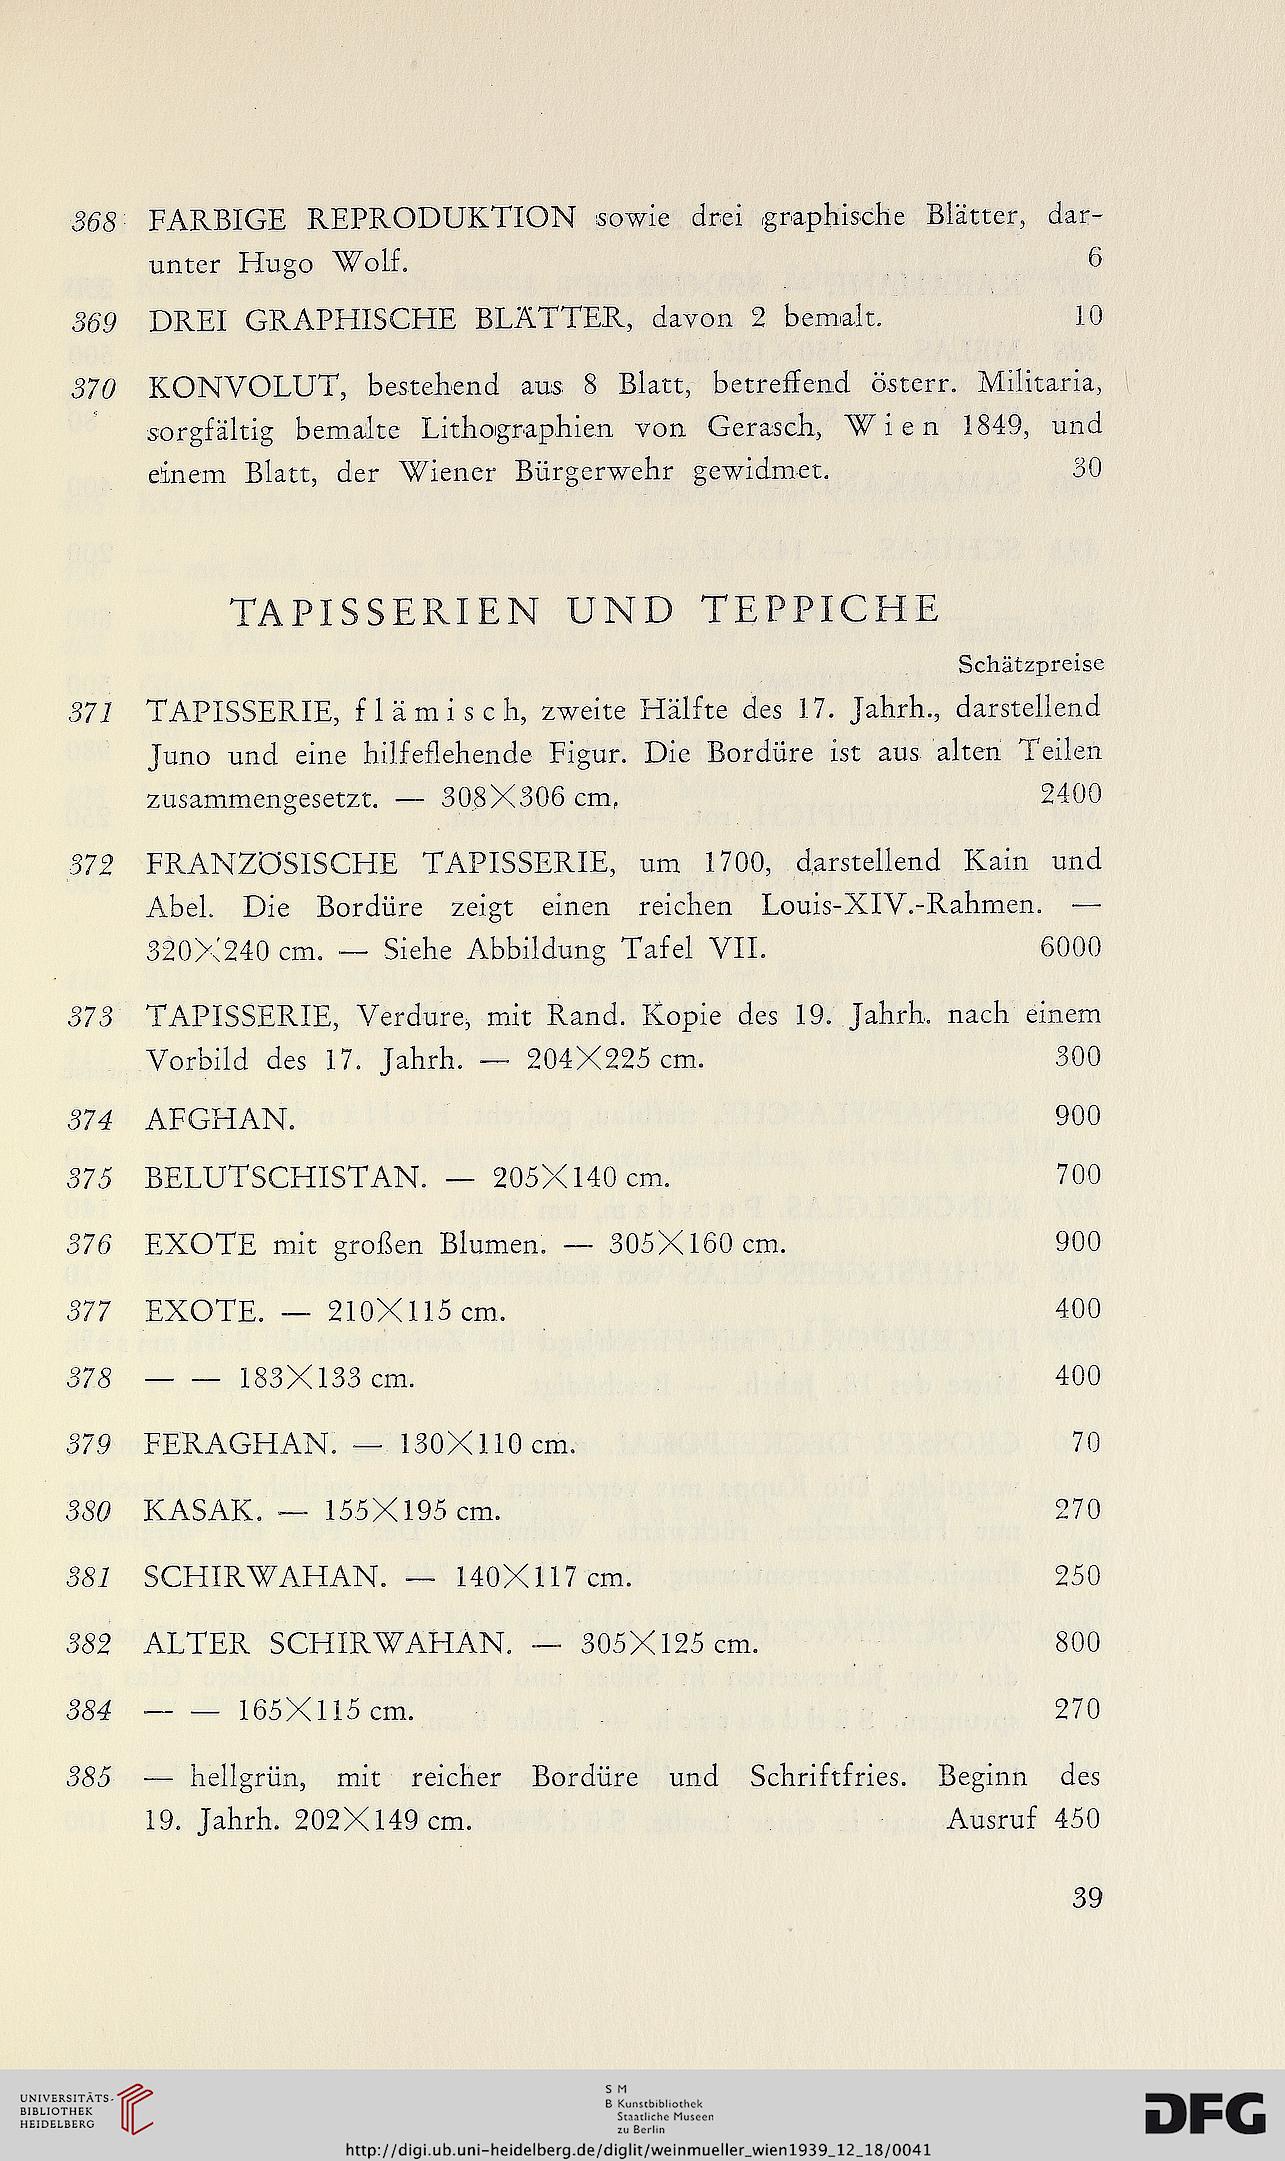 368 FARBIGE REPRODUKTION sowie drei graphische Blätter, dar-
unter Hugo Wolf. 6
369 DREI GRAPHISCHE BLÄTTER, davon 2 bemalt. 10
370 KONVOLUT, bestehend aus 8 Blatt, betreffend österr. Militaria,
sorgfältig bemalte Lithographien von Gerasch, Wien 1849, und
einem Blatt, der Wiener Bürgerwehr gewidmet. 30
TAPISSERIEN UND TEPPICHE
Schätzpreise
371 TAPISSERIE, flämisch, zweite Hälfte des 17. Jahrh., darstellend
Juno und eine hilfeflehende Figur. Die Bordüre ist aus alten Teilen
zusammengesetzt. — 308×306 cm. 2400
372 FRANZÖSISCHE TAPISSERIE, um 1700, darstellend Kain und
Abel. Die Bordüre zeigt einen reichen Louis-XIV.-Rahmen. —
320×240 cm. — Siehe Abbildung Tafel VII. 6000
373 TAPISSERIE, Verdure, mit Rand. Kopie des 19. Jahrh. nach einem
Vorbild des 17. Jahrh. — 204×225 cm. 300
374 AFGHAN. 900
375 BELUTSCHISTAN. — 205×140 cm. 700
376 EXOTE mit großen Blumen. — 305×160 cm. 900
377 EXOTE. — 210×115 cm. 400
378 — — 183×133 cm. 400
379 FERAGHAN. — 130×110 cm. 70
380 KASAK. — 155×195 cm. 270
381 SCHIRWAHAN. — 140×117 cm. 250
382 ALTER SCHIRWAHAN. — 305×125 cm. 800
384 — — 165×115 cm. 270
385 — hellgrün, mit reicher Bordüre und Schriftfries. Beginn des
19. Jahrh. 202×149 cm. Ausruf 450
39
UNIVERSITÄTS-
BIBLIOTHEK
HEIDELBERG
S M
B Kunstbibliothek
Staatliche Museen
zu Berlin
DFG
http://digi.ub.uni-heidelberg.de/diglit/weinmueller_wien1939_12_18/0041